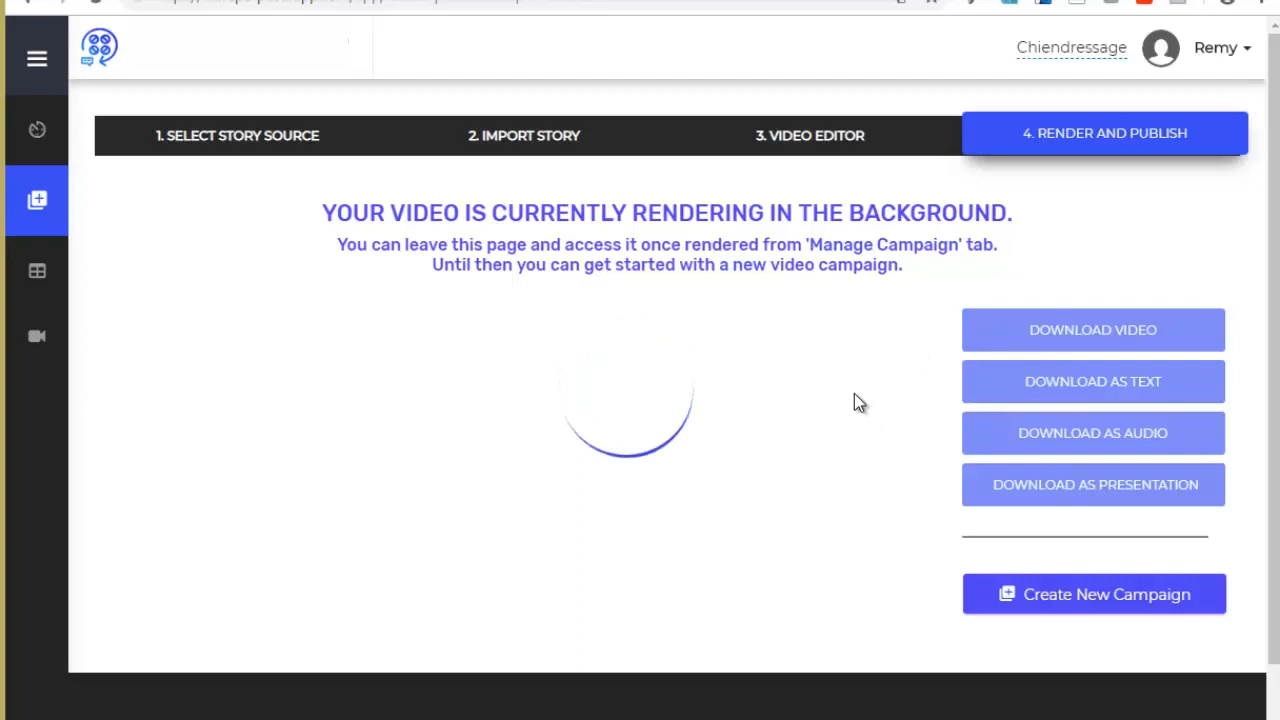 Chiendressage
Remy
1. SELECT STORY SOURCE
2. IMPORT STORY
3. VIDEO EDITOR
4. RENDER AND PUBLISH
YOUR VIDEO IS CURRENTLY RENDERING IN THE BACKGROUND.
You can leave this page and access it once rendered from 'Manage Campaign' tab.
Until then you can get started with a new video campaign.
DOWNLOAD VIDEO
DOWNLOAD AS TEXT
DOWNLOAD AS AUDIO
DOWNLOAD AS PRESENTATION
Create New Campaign